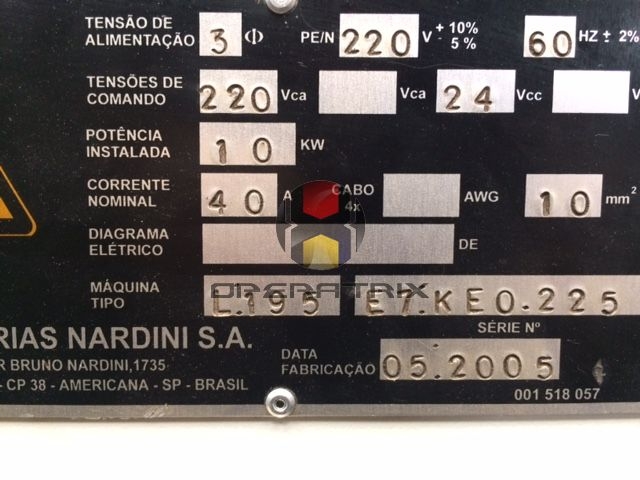 TENSÃO DE ALIMENTAÇÃO 3 Φ PE/N 220 V + 10% - 5% 60 HZ ± 2%
TENSÕES DE COMANDO 220 Vca Vca 24 Vcc V
POTÊNCIA INSTALADA 10 KW
CORRENTE NOMINAL 40 A CABO 4x AWG 10 mm²
DIAGRAMA ELÉTRICO DE
OPERATRIX
MÁQUINA TIPO L.195 E7.KE0.225
SÉRIE Nº
RIAS NARDINI S.A.
R BRUNO NARDINI,1735
- CP 38 - AMERICANA - SP - BRASIL
DATA FABRICAÇÃO 05.2005
001 518 057